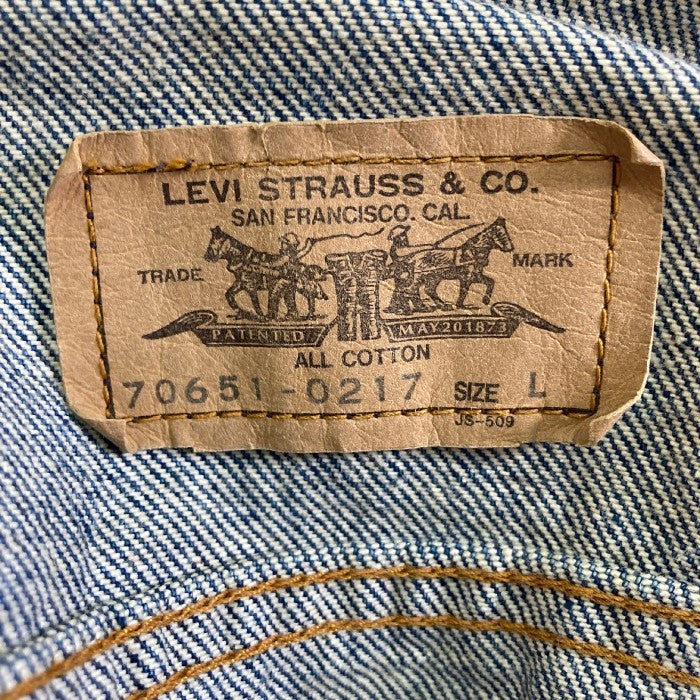 LEVI STRAUSS & CO.
SAN FRANCISCO. CAL.
TRADE MARK
PATENTED MAY 20 1873
ALL COTTON
70651-0217 SIZE L
JS-509